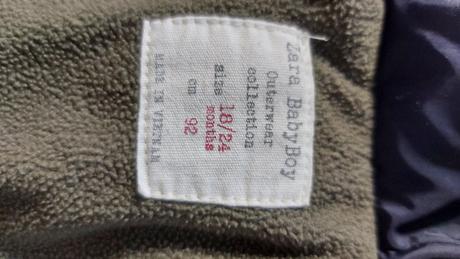 Zara BabyBoy
Outerwear
collection
size 18/24
months
cm 92
MADE IN VIETNAM